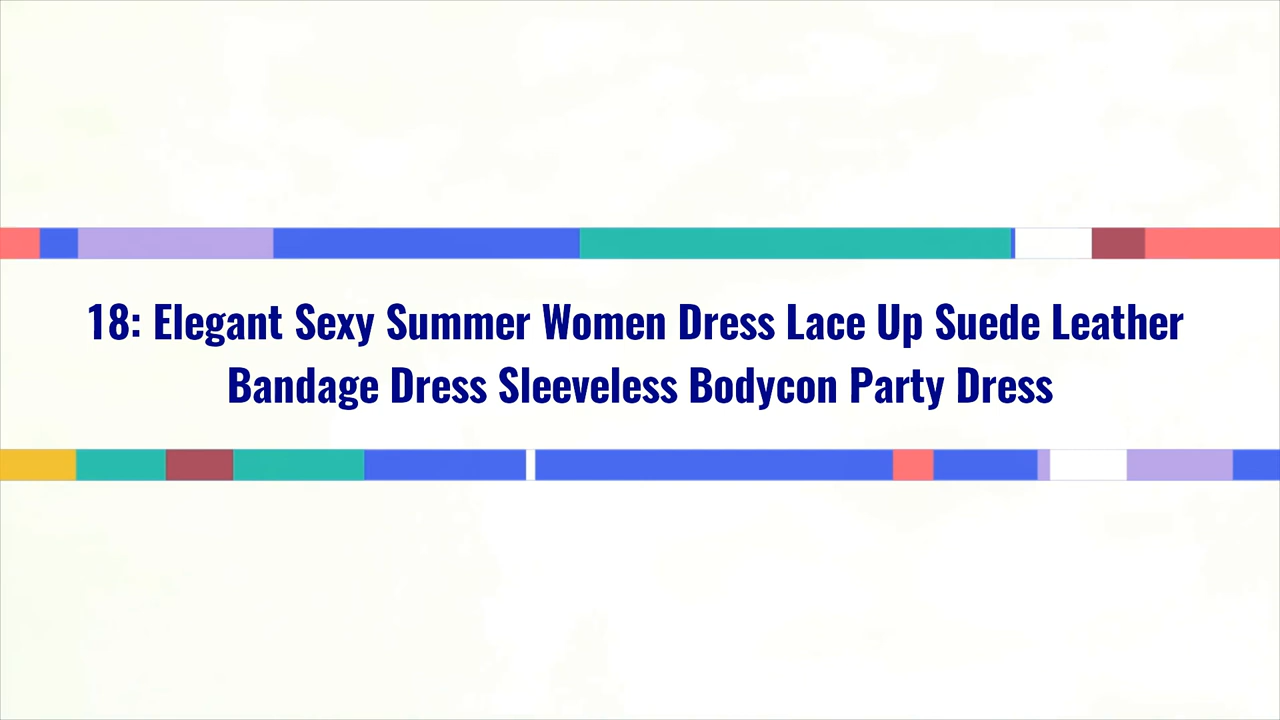 18: Elegant Sexy Summer Women Dress Lace Up Suede Leather
Bandage Dress Sleeveless Bodycon Party Dress